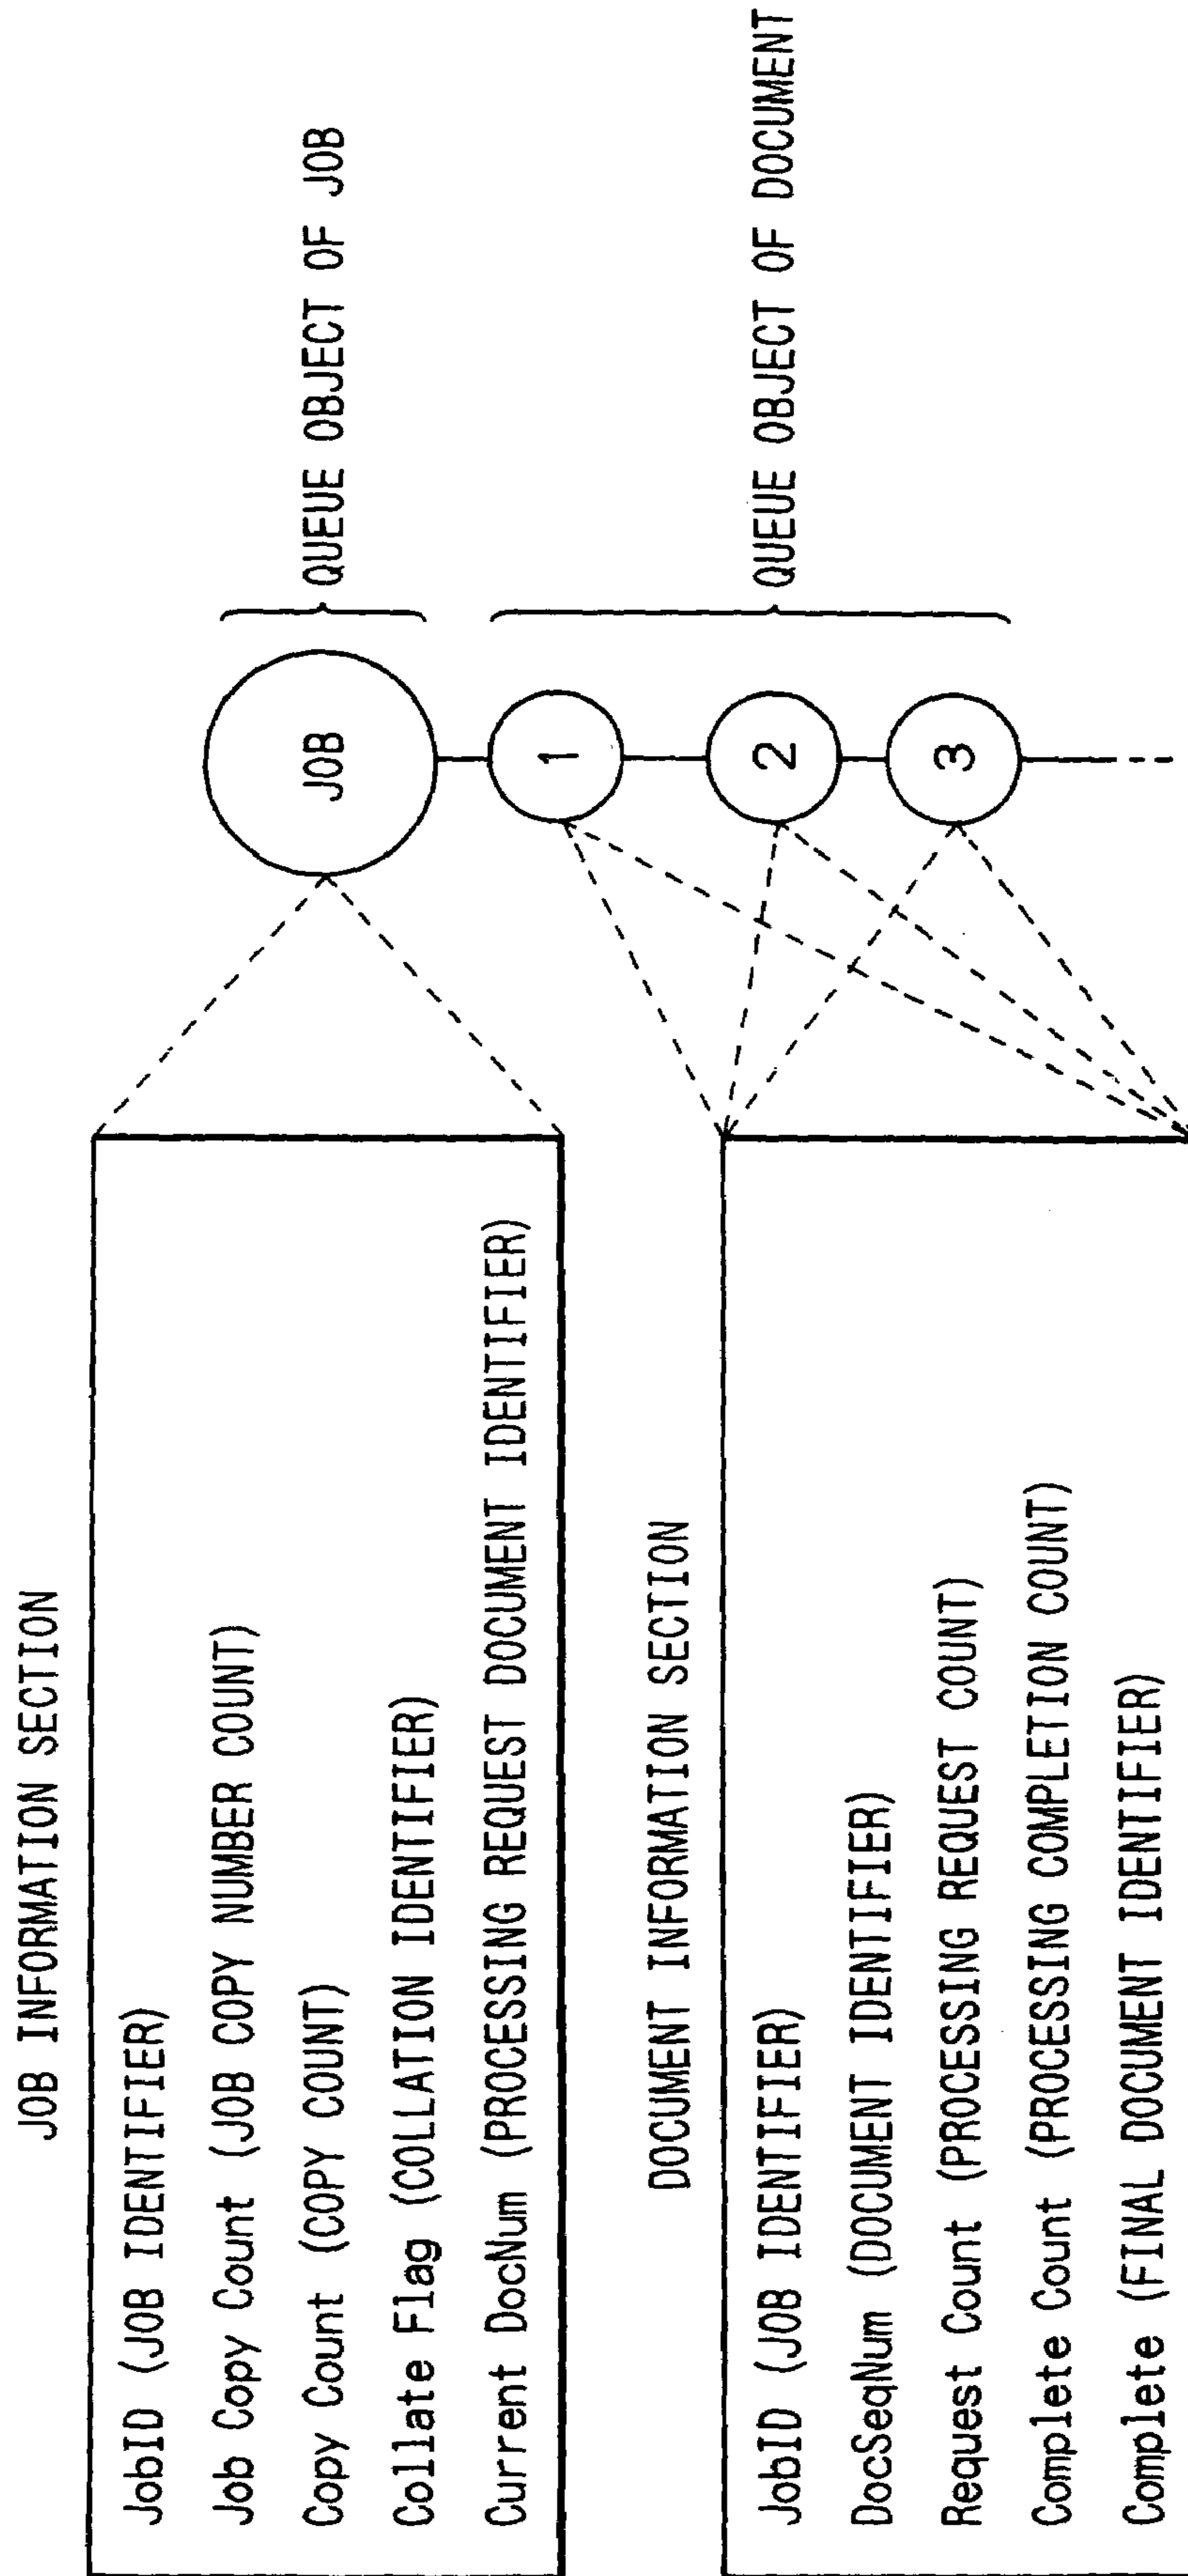 JOB INFORMATION SECTION
JobID (JOB IDENTIFIER)
Job Copy Count (JOB COPY NUMBER COUNT)
Copy Count (COPY COUNT)
Collate Flag (COLLATION IDENTIFIER)
Current DocNum (PROCESSING REQUEST DOCUMENT IDENTIFIER)
JOB
QUEUE OBJECT OF JOB
DOCUMENT INFORMATION SECTION
JobID (JOB IDENTIFIER)
DocSeqNum (DOCUMENT IDENTIFIER)
Request Count (PROCESSING REQUEST COUNT)
Complete Count (PROCESSING COMPLETION COUNT)
Complete (FINAL DOCUMENT IDENTIFIER)
1
2
3
QUEUE OBJECT OF DOCUMENT